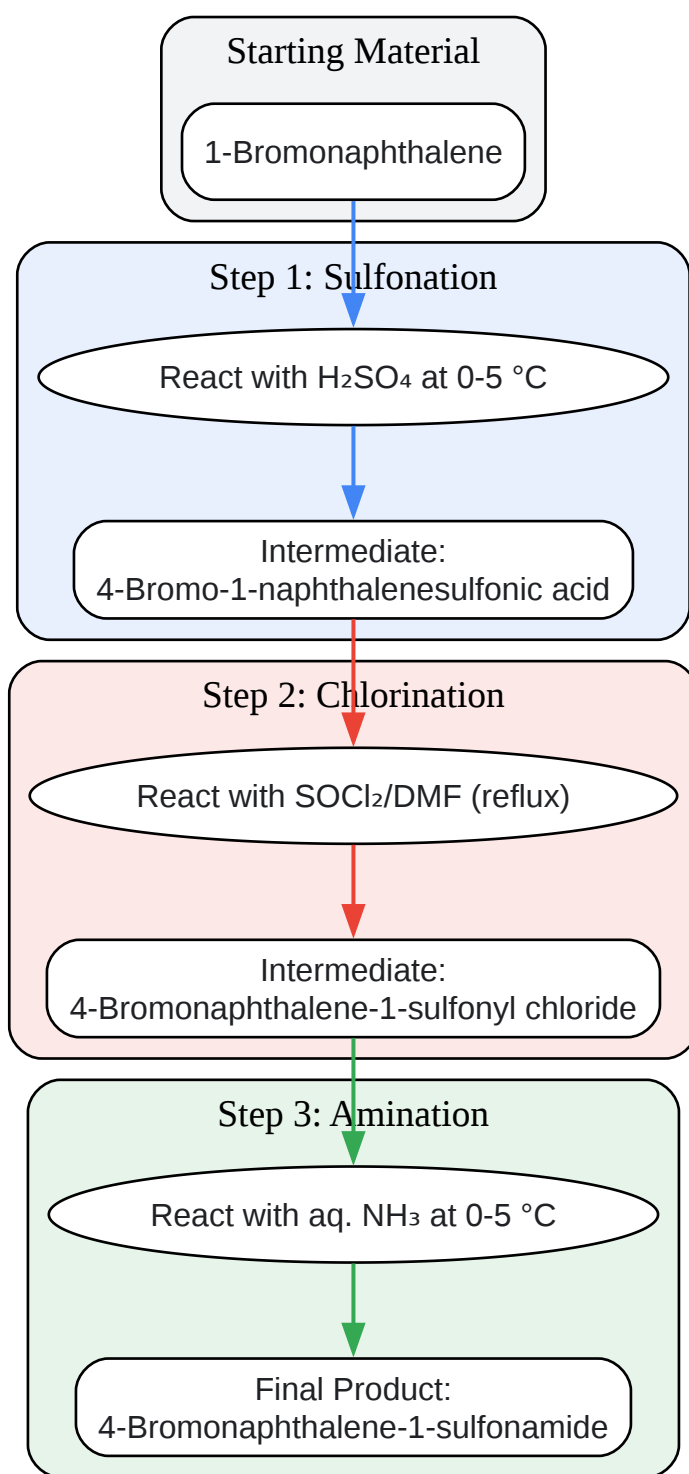 Starting Material
1-Bromonaphthalene
Step 1: Sulfonation
React with H₂SO₄ at 0-5 °C
Intermediate:
4-Bromo-1-naphthalenesulfonic acid
Step 2: Chlorination
React with SOCl₂/DMF (reflux)
Intermediate:
4-Bromonaphthalene-1-sulfonyl chloride
Step 3: Amination
React with aq. NH₃ at 0-5 °C
Final Product:
4-Bromonaphthalene-1-sulfonamide